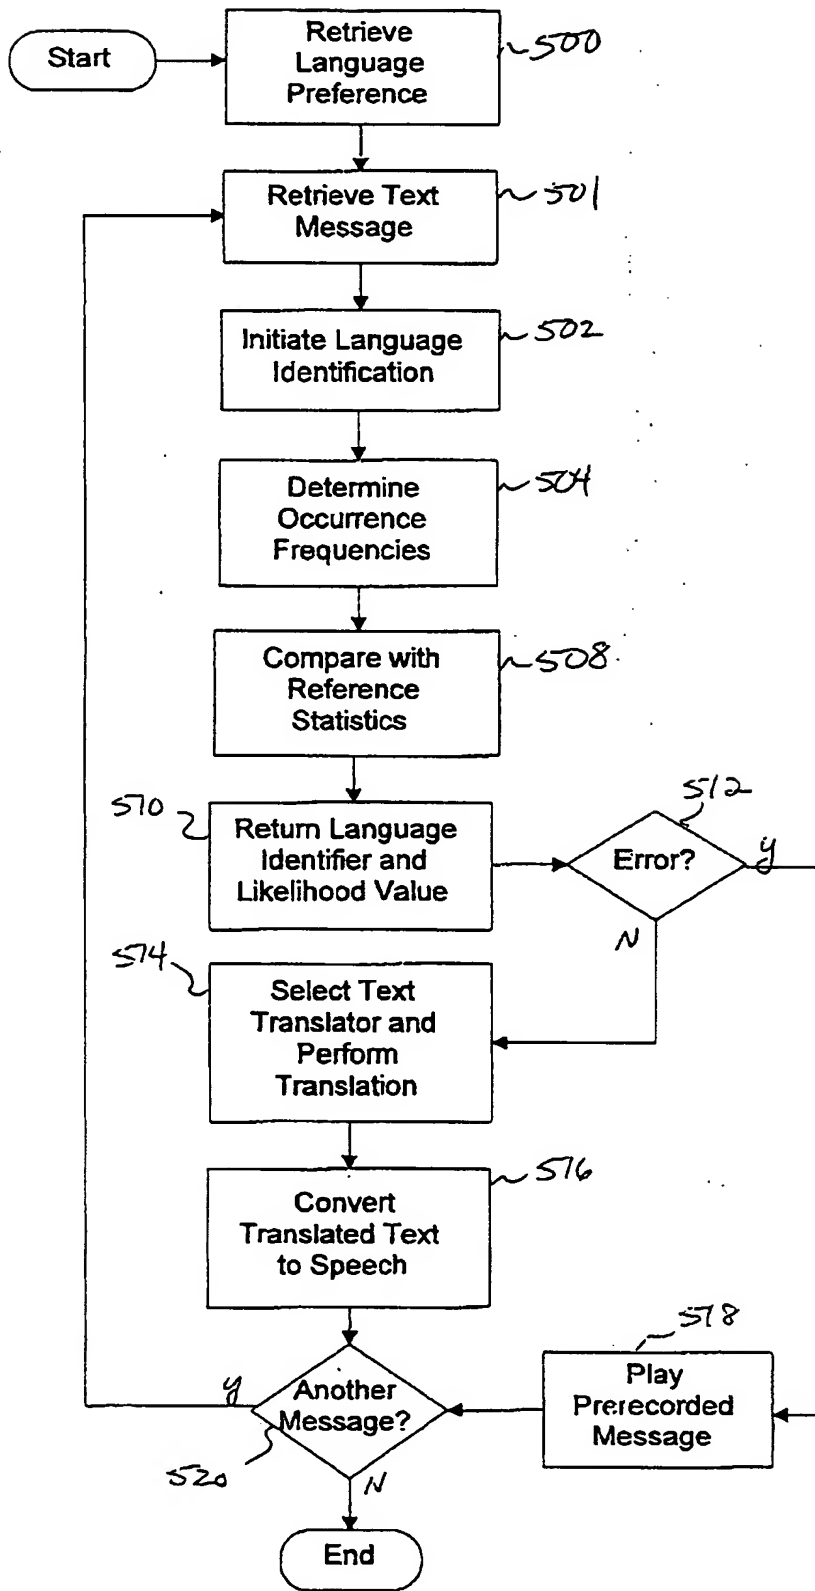 Start
Retrieve
Language
Preference
500
Retrieve Text
Message
501
Initiate Language
Identification
502
Determine
Occurrence
Frequencies
504
Compare with
Reference
Statistics
508
510
Return Language
Identifier and
Likelihood Value
512
Error?
y
N
514
Select Text
Translator and
Perform
Translation
516
Convert
Translated Text
to Speech
518
Play
Prerecorded
Message
y
Another
Message?
520
N
End